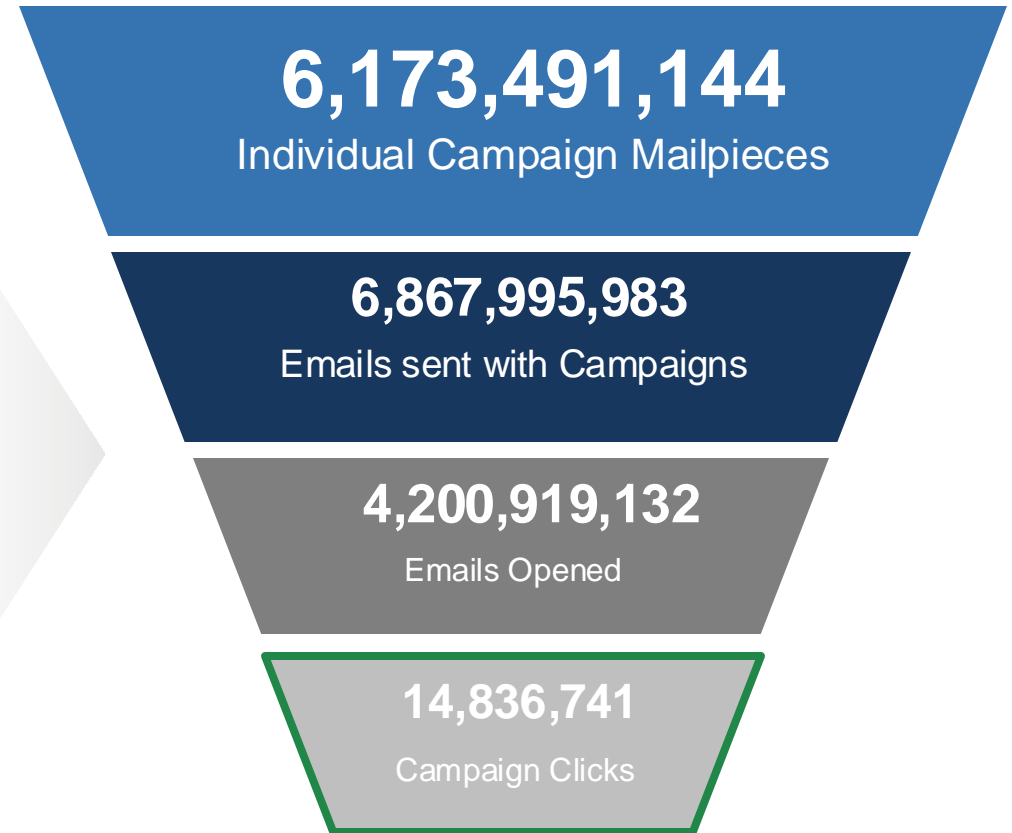 6,173,491,144
Individual Campaign Mailpieces
6,867,995,983
Emails sent with Campaigns
4,200,919,132
Emails Opened
14,836,741
Campaign Clicks